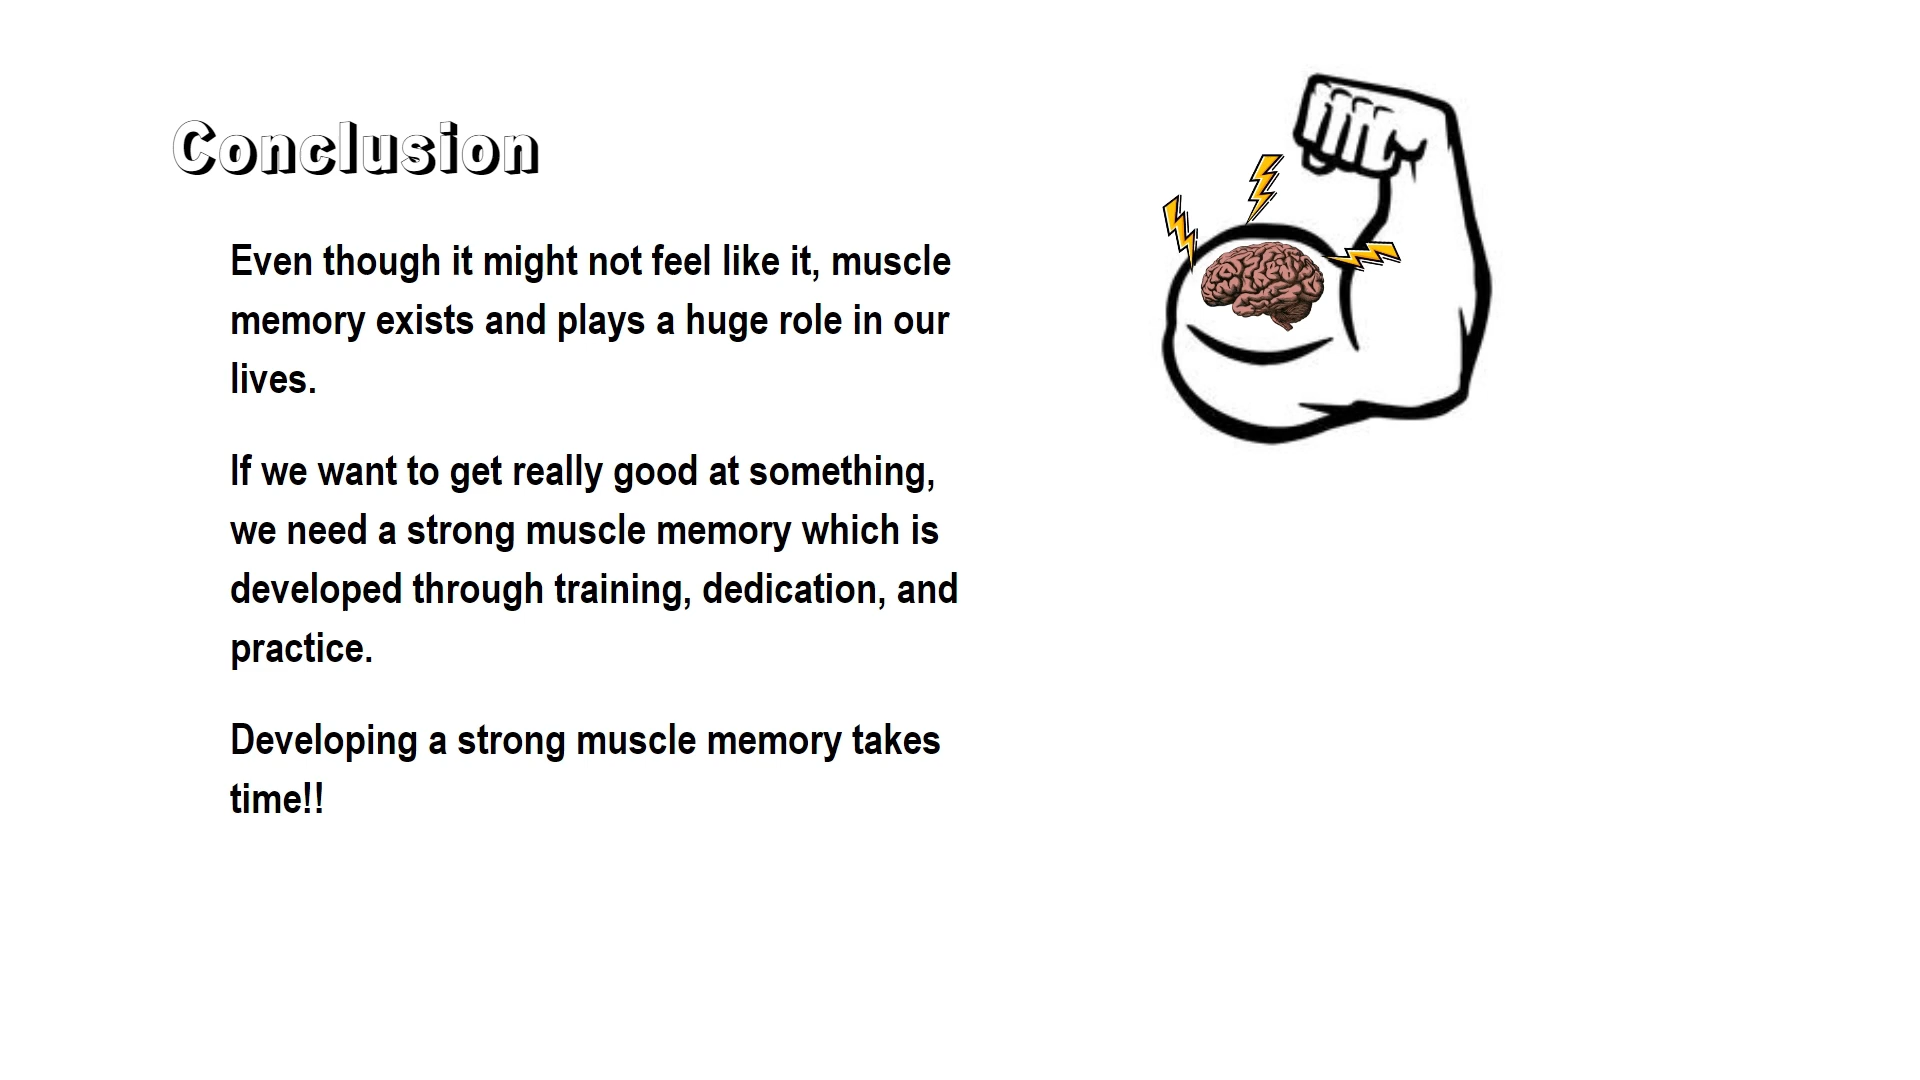 Conclusion
Even though it might not feel like it, muscle
memory exists and plays a huge role in our
lives.
If we want to get really good at something,
we need a strong muscle memory which is
developed through training, dedication, and
practice.
Developing a strong muscle memory takes
time!!